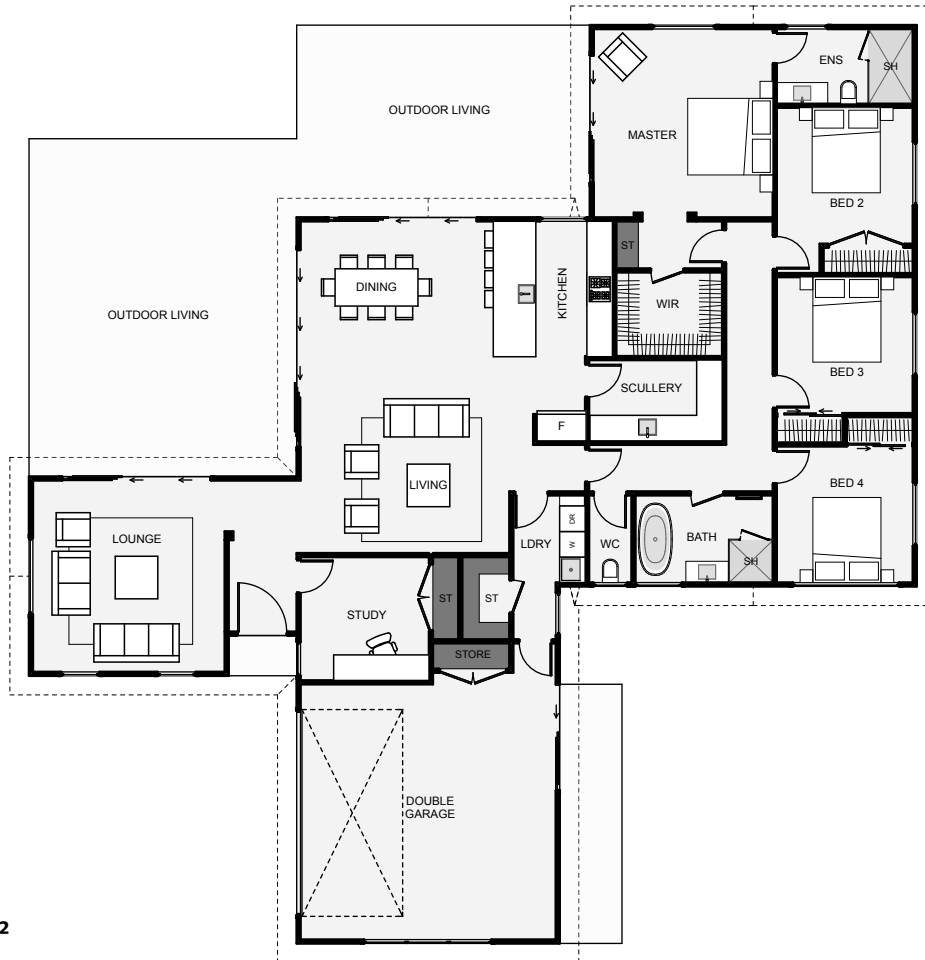 ENS
SH
OUTDOOR LIVING
MASTER
BED 2
ST
DINING
KITCHEN
WIR
OUTDOOR LIVING
BED 3
SCULLERY
F
LIVING
BED 4
LOUNGE
DR
W
LDRY
WC
BATH
SH
ST
ST
STUDY
STORE
DOUBLE
GARAGE
2